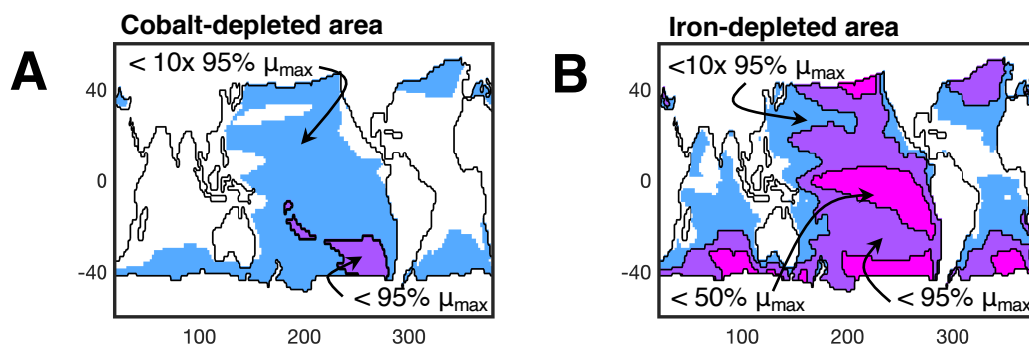 A
Cobalt-depleted area
< 10x 95% μmax
40
0
-40
< 95% μmax
100
200
300
B
Iron-depleted area
<10x 95% μmax
40
0
-40
< 50% μmax
< 95% μmax
100
200
300